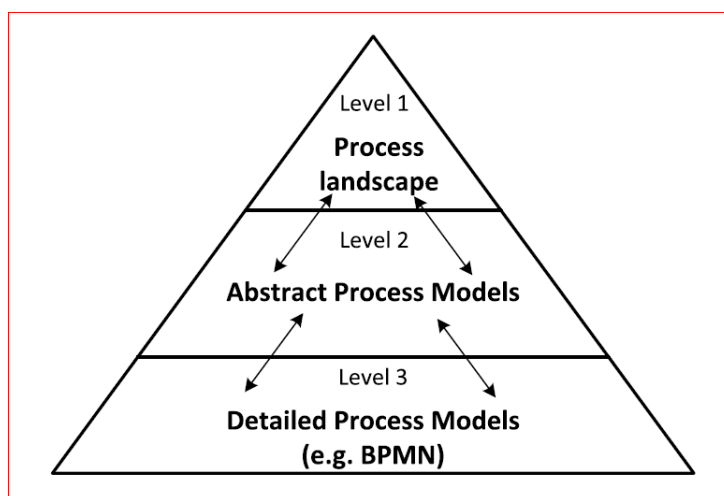 Level 1
Process
landscape
Level 2
Abstract Process Models
Level 3
Detailed Process Models
(e.g. BPMN)